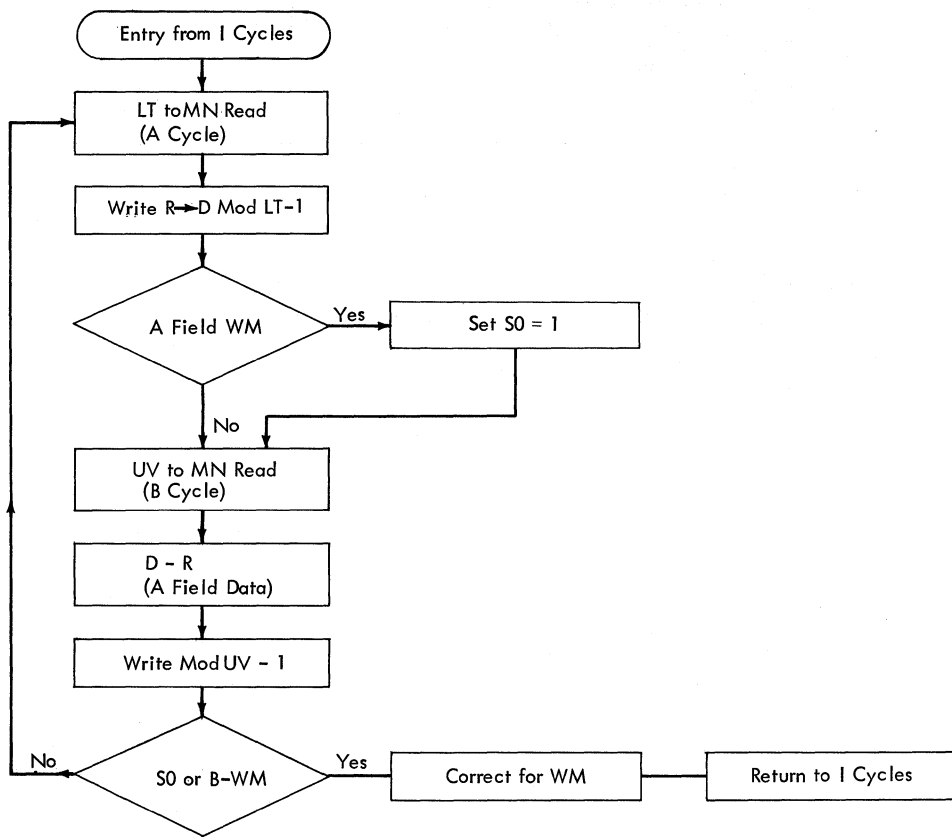 Entry from I Cycles
LT to MN Read
(A Cycle)
Write R→D Mod LT-1
A Field WM
Yes
Set S0 = 1
No
UV to MN Read
(B Cycle)
D - R
(A Field Data)
Write Mod UV - 1
No
S0 or B-WM
Yes
Correct for WM
Return to I Cycles